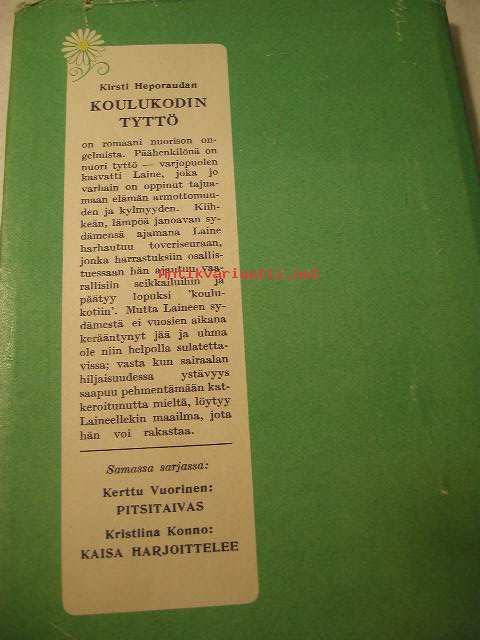 Kirsti Heporaudan
KOULUKODIN
TYTTÖ
on romaani nuorison on-
gelmista. Päähenkilönä on
nuori tyttö — varjopuolen
kasvatti Laine, joka jo
varhain on oppinut tajua-
maan elämän armottomuu-
den ja kylmyyden. Kiih-
keän, lämpöä janoavan sy-
dämensä ajamana Laine
harhautuu toveriseuraan,
jonka harrastuksiin osallis-
tuessaan hän ajautuu vaa-
rallisiin seikkailuihin ja
päätyy lopuksi 'koulu-
kotiin'. Mutta Laineen sy-
dämestä ei vuosien aikana
kerääntynyt jää ja uhma
ole niin helpolla sulatetta-
vissa; vasta kun sairaalan
hiljaisuudessa ystävyys
saapuu pehmentämään kat-
keroitunutta mieltä, löytyy
Laineellekin maailma, jota
hän voi rakastaa.
Samassa sarjassa:
Kerttu Vuorinen:
PITSITAIVAS
Kristiina Konno:
KAISA HARJOITTELEE
Antikvariaatti.net